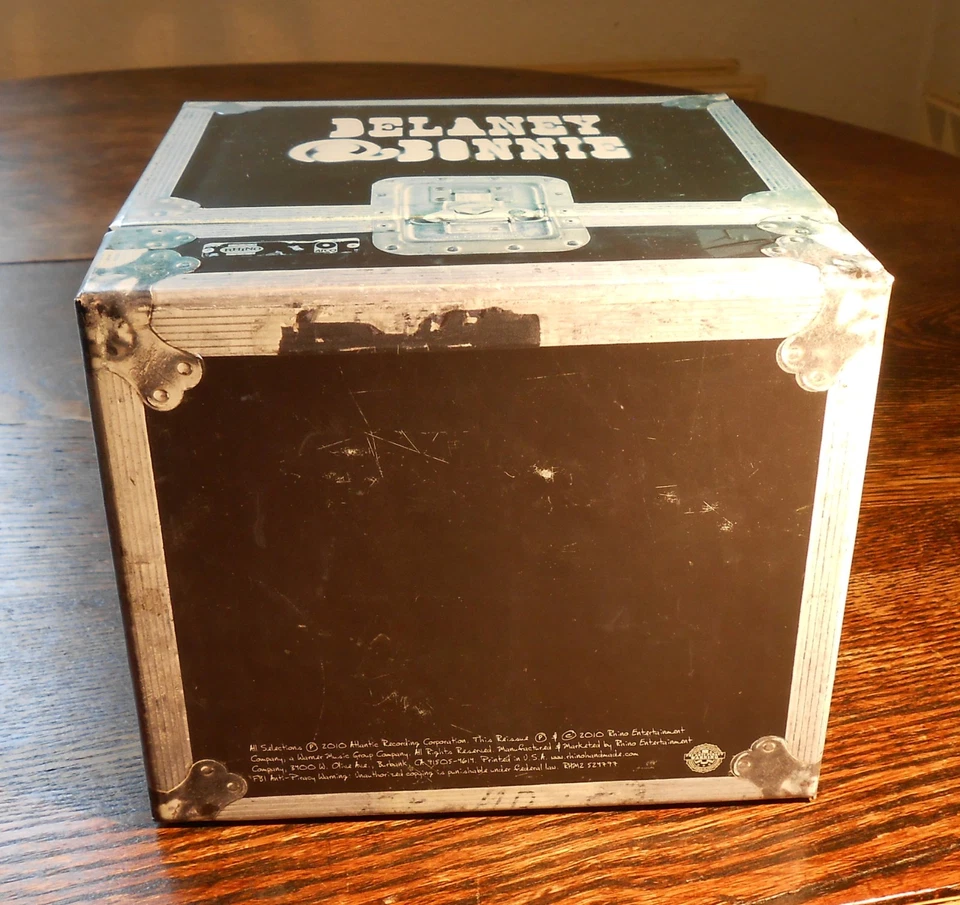 DELANEY
& BONNIE
RHINO
All Selections ℗ 2010 Atlantic Recording Corporation. This Reissue ℗ & © 2010 Rhino Entertainment
Company, a Warner Music Group Company. All Rights Reserved. Manufactured & Marketed by Rhino Entertainment
Company, 3400 W. Olive Ave., Burbank, CA 91505-4614. Printed in U.S.A. www.rhinohandmade.com
FBI Anti-Piracy Warning: Unauthorized copying is punishable under federal law. RHM2